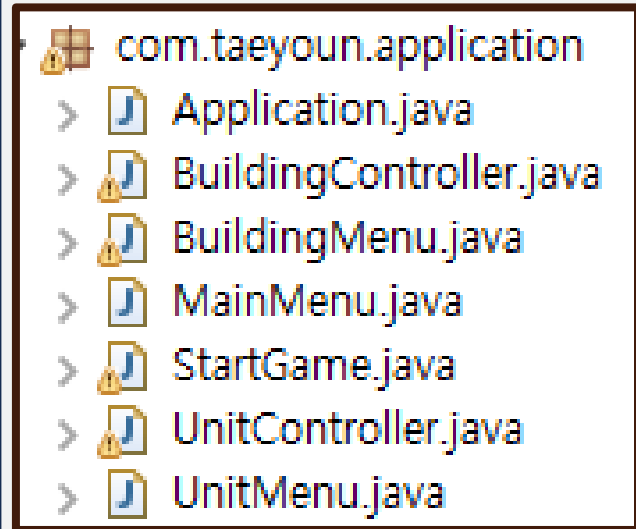 com.taeyoun.application
Application.java
BuildingController.java
BuildingMenu.java
MainMenu.java
StartGame.java
UnitController.java
UnitMenu.java